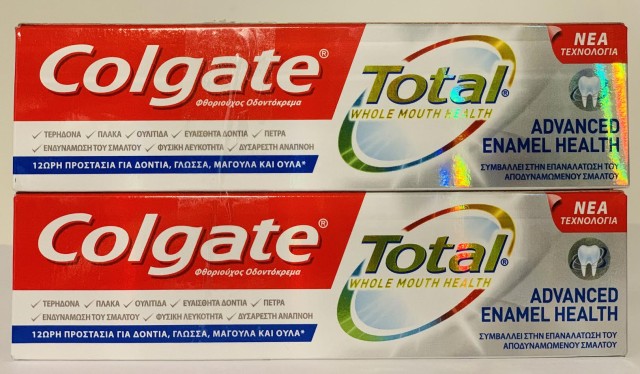 Colgate®
Φθοριούχος Οδοντόκρεμα
✓ ΤΕΡΗΔΟΝΑ ✓ ΠΛΑΚΑ ✓ ΟΥΛΙΤΙΔΑ ✓ ΕΥΑΙΣΘΗΤΑ ΔΟΝΤΙΑ ✓ ΠΕΤΡΑ
✓ ΕΝΔΥΝΑΜΩΣΗ ΤΟΥ ΣΜΑΛΤΟΥ ✓ ΦΥΣΙΚΗ ΛΕΥΚΟΤΗΤΑ ✓ ΔΥΣΑΡΕΣΤΗ ΑΝΑΠΝΟΗ
12ΩΡΗ ΠΡΟΣΤΑΣΙΑ ΓΙΑ ΔΟΝΤΙΑ, ΓΛΩΣΣΑ, ΜΑΓΟΥΛΑ ΚΑΙ ΟΥΛΑ*
Total®
WHOLE MOUTH HEALTH
ΝΕΑ
ΤΕΧΝΟΛΟΓΙΑ
ADVANCED
ENAMEL HEALTH
ΣΥΜΒΑΛΛΕΙ ΣΤΗΝ ΕΠΑΝΑΛΑΤΩΣΗ ΤΟΥ
ΑΠΟΔΥΝΑΜΩΜΕΝΟΥ ΣΜΑΛΤΟΥ
Colgate®
Φθοριούχος Οδοντόκρεμα
✓ ΤΕΡΗΔΟΝΑ ✓ ΠΛΑΚΑ ✓ ΟΥΛΙΤΙΔΑ ✓ ΕΥΑΙΣΘΗΤΑ ΔΟΝΤΙΑ ✓ ΠΕΤΡΑ
✓ ΕΝΔΥΝΑΜΩΣΗ ΤΟΥ ΣΜΑΛΤΟΥ ✓ ΦΥΣΙΚΗ ΛΕΥΚΟΤΗΤΑ ✓ ΔΥΣΑΡΕΣΤΗ ΑΝΑΠΝΟΗ
12ΩΡΗ ΠΡΟΣΤΑΣΙΑ ΓΙΑ ΔΟΝΤΙΑ, ΓΛΩΣΣΑ, ΜΑΓΟΥΛΑ ΚΑΙ ΟΥΛΑ*
Total®
WHOLE MOUTH HEALTH
ΝΕΑ
ΤΕΧΝΟΛΟΓΙΑ
ADVANCED
ENAMEL HEALTH
ΣΥΜΒΑΛΛΕΙ ΣΤΗΝ ΕΠΑΝΑΛΑΤΩΣΗ ΤΟΥ
ΑΠΟΔΥΝΑΜΩΜΕΝΟΥ ΣΜΑΛΤΟΥ